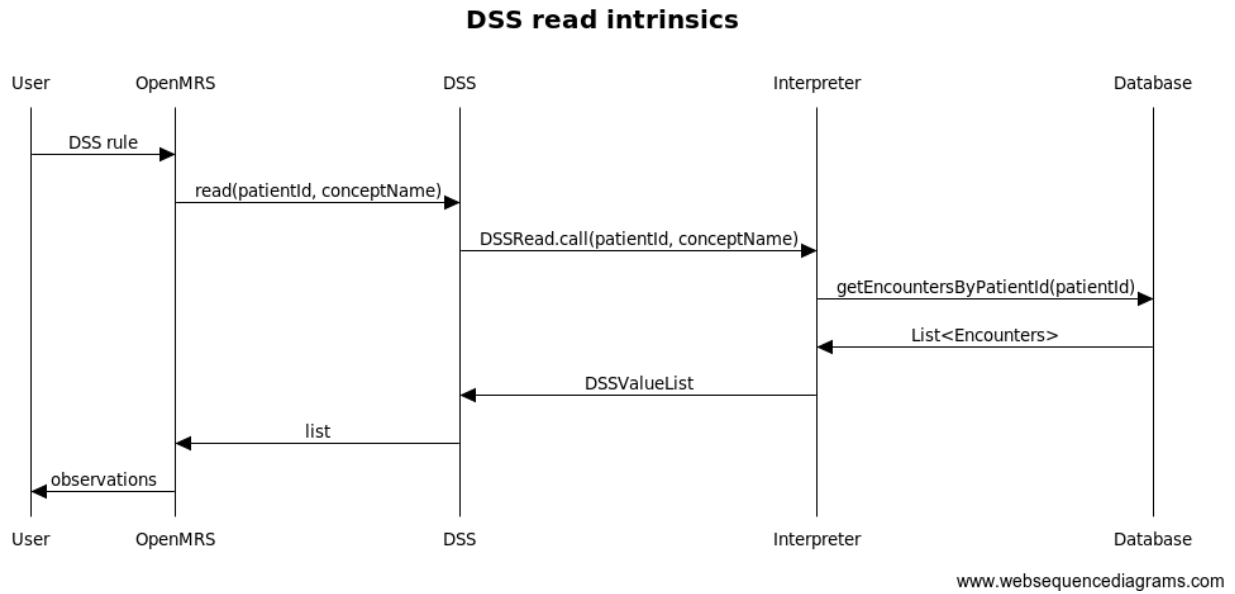 DSS read intrinsics
User OpenMRS DSS Interpreter Database
DSS rule
read(patientId, conceptName)
DSSRead.call(patientId, conceptName)
getEncountersByPatientId(patientId)
List<Encounters>
DSSValueList
list
observations
User OpenMRS DSS Interpreter Database
www.websequencediagrams.com